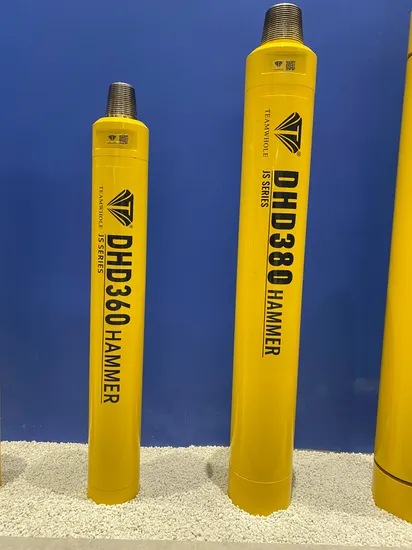 TEAMWHOLE
JS SERIES
DHD360 HAMMER
TEAMWHOLE
JS SERIES
DHD380 HAMMER